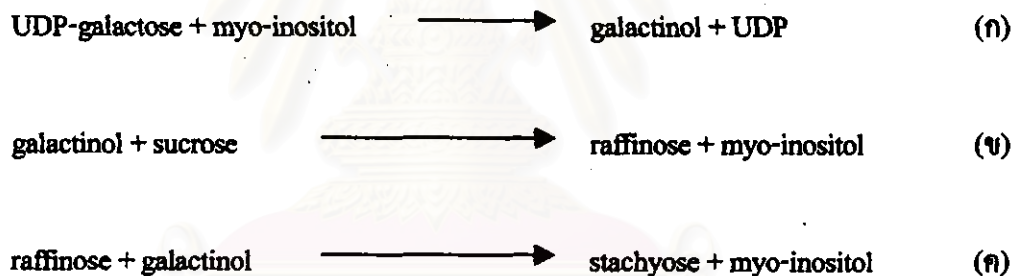 UDP-galactose + myo-inositol ⟶ galactinol + UDP (ก)
galactinol + sucrose ⟶ raffinose + myo-inositol (ข)
raffinose + galactinol ⟶ stachyose + myo-inositol (ค)